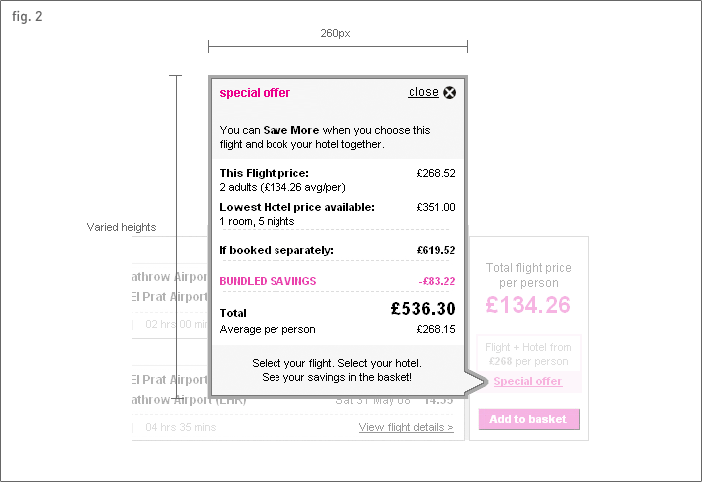 fig. 2
260px
Varied heights
special offer close
You can Save More when you choose this
flight and book your hotel together.
This Flightprice: £268.52
2 adults (£134.26 avg/per)
Lowest Hotel price available: £351.00
1 room, 5 nights
If booked separately: £619.52
BUNDLED SAVINGS -£83.22
Total £536.30
Average per person £268.15
Select your flight. Select your hotel.
See your savings in the basket!
athrow Airpor
El Prat Airport
02 hrs 00 min
El Prat Airport
athrow Airport (LHR) Sat 31 May 08 14:55
04 hrs 35 mins View flight details >
Total flight price
per person
£134.26
Flight + Hotel from
£268 per person
Special offer
Add to basket